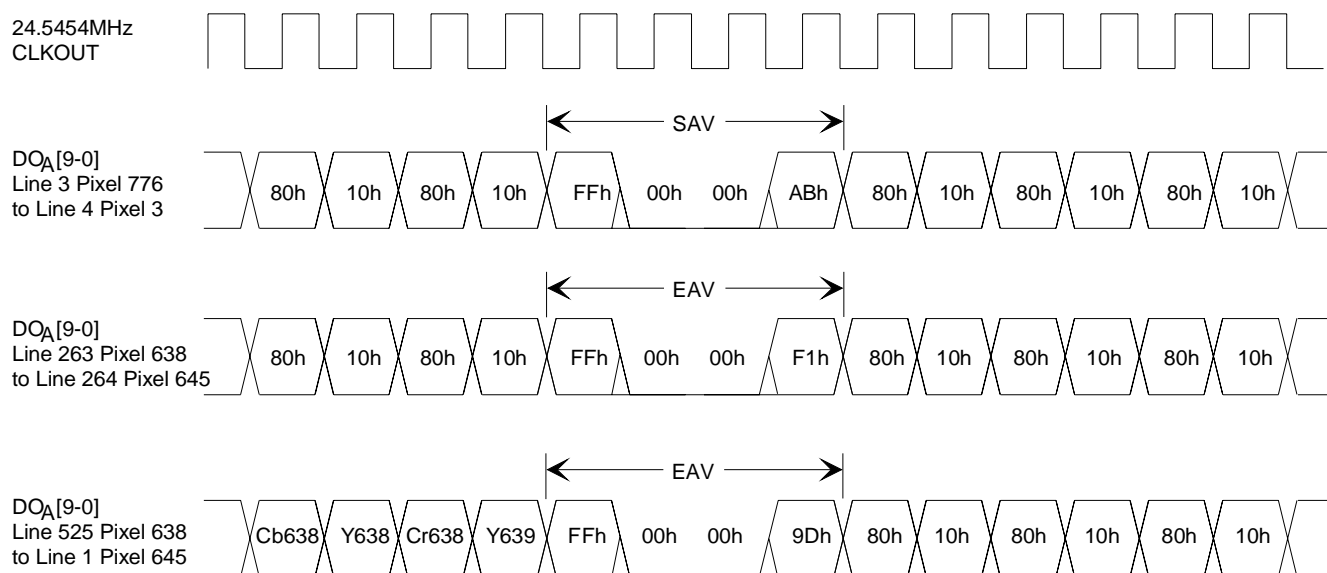 24.5454MHz
CLKOUT
SAV
DOA[9-0]
Line 3 Pixel 776
to Line 4 Pixel 3
80h 10h 80h 10h FFh 00h 00h ABh 80h 10h 80h 10h 80h 10h
EAV
DOA[9-0]
Line 263 Pixel 638
to Line 264 Pixel 645
80h 10h 80h 10h FFh 00h 00h F1h 80h 10h 80h 10h 80h 10h
EAV
DOA[9-0]
Line 525 Pixel 638
to Line 1 Pixel 645
Cb638 Y638 Cr638 Y639 FFh 00h 00h 9Dh 80h 10h 80h 10h 80h 10h